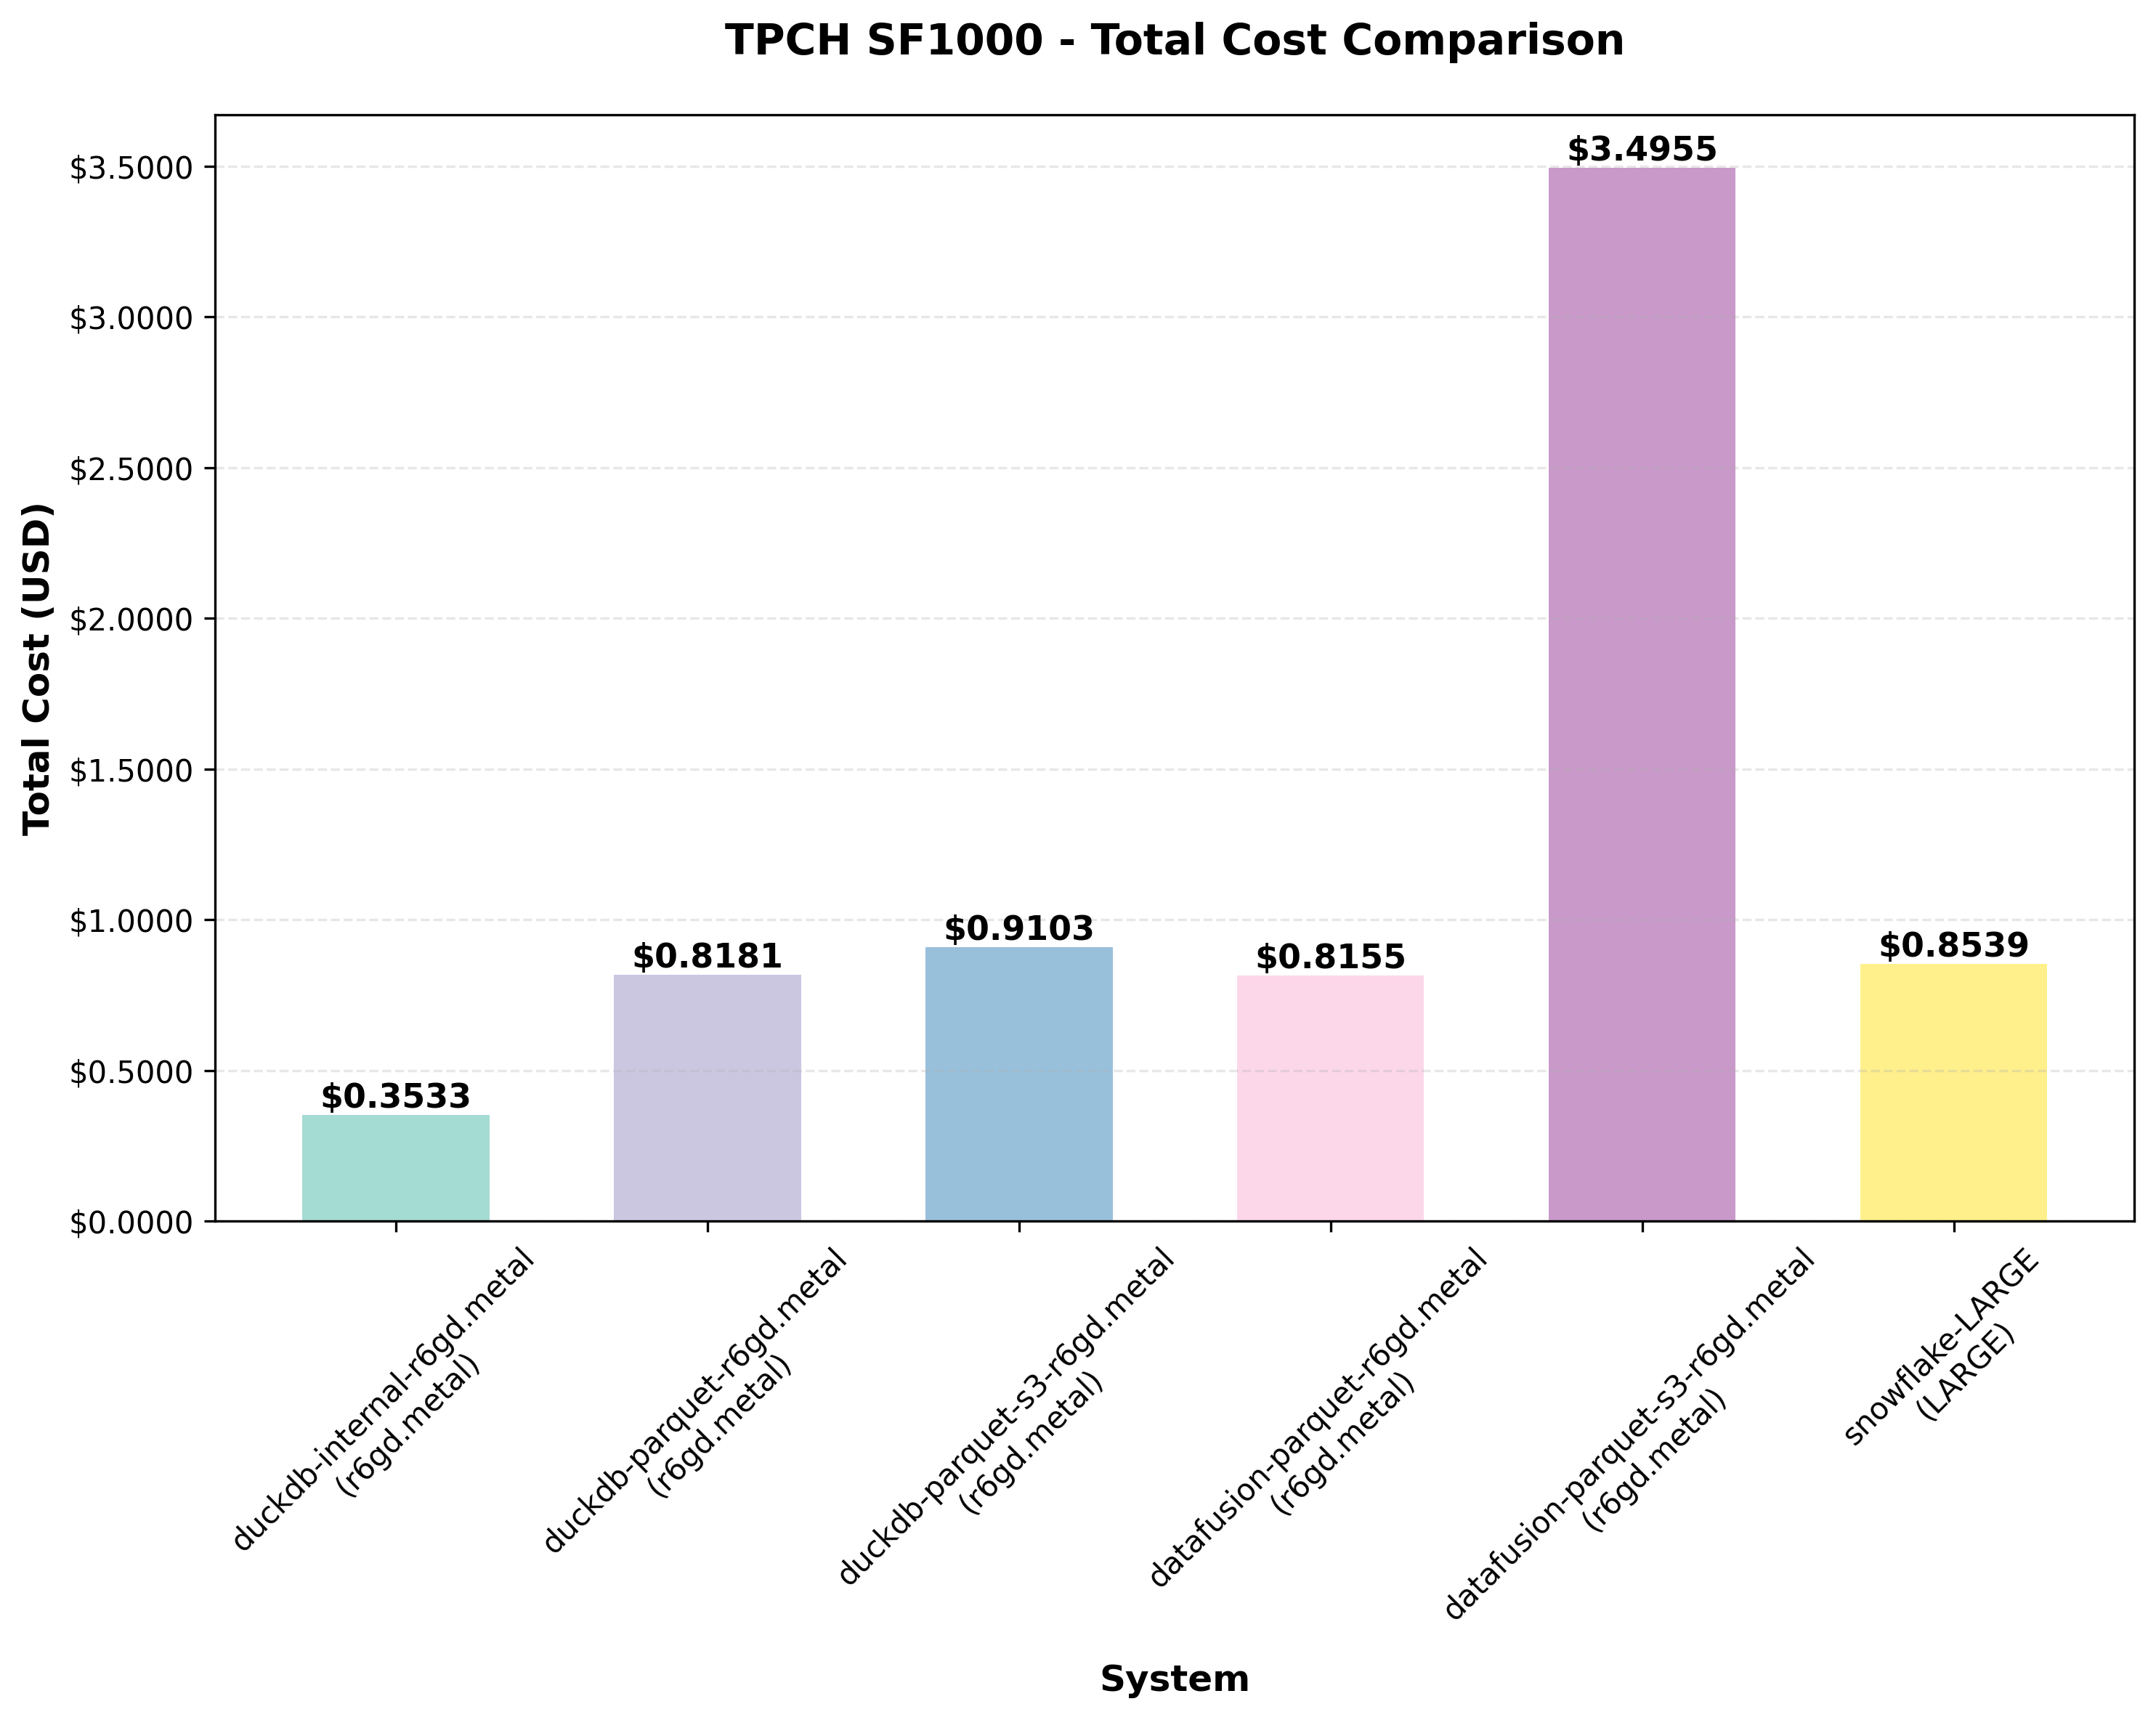 TPCH SF1000 - Total Cost Comparison
Total Cost (USD)
$3.5000
$3.0000
$2.5000
$2.0000
$1.5000
$1.0000
$0.5000
$0.0000
$0.3533
$0.8181
$0.9103
$0.8155
$3.4955
$0.8539
duckdb-internal-r6gd.metal
(r6gd.metal)
duckdb-parquet-r6gd.metal
(r6gd.metal)
duckdb-parquet-s3-r6gd.metal
(r6gd.metal)
datafusion-parquet-r6gd.metal
(r6gd.metal)
datafusion-parquet-s3-r6gd.metal
(r6gd.metal)
snowflake-LARGE
(LARGE)
System